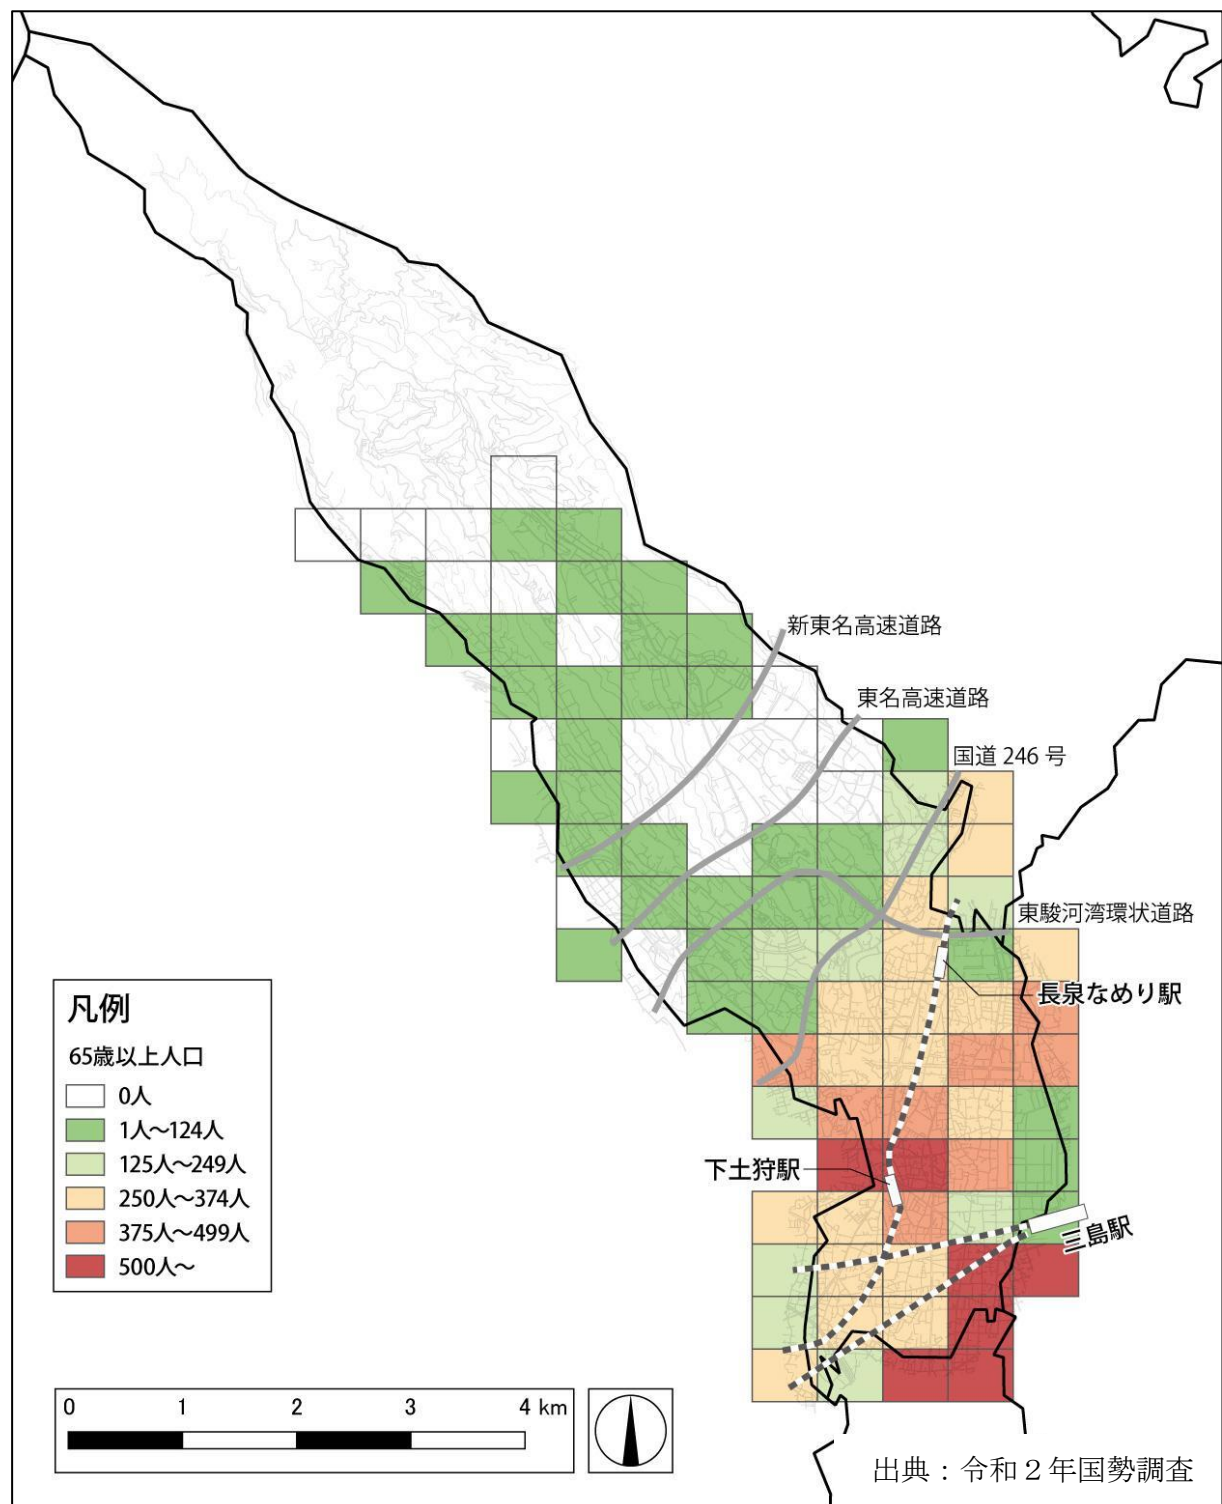 新東名高速道路
東名高速道路
国道 246 号
東駿河湾環状道路
長泉なめり駅
下土狩駅
三島駅
凡例
65歳以上人口
0人
1人～124人
125人～249人
250人～374人
375人～499人
500人～
0 1 2 3 4 km
出典：令和２年国勢調査